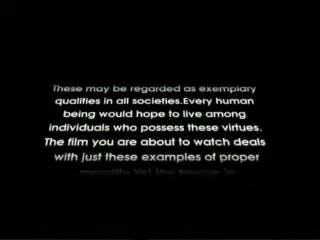 These may be regarded as exemplary
qualities in all societies.Every human
being would hope to live among
individuals who possess these virtues.
The film you are about to watch deals
with just these examples of proper